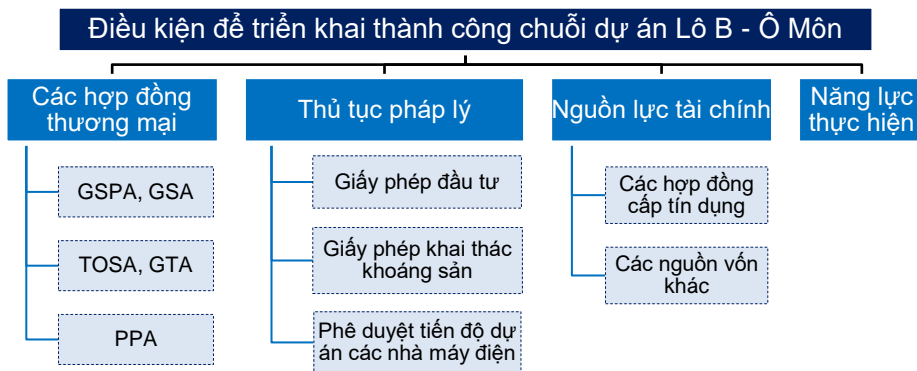 Điều kiện để triển khai thành công chuỗi dự án Lô B - Ô Môn
Các hợp đồng
thương mại
GSPA, GSA
TOSA, GTA
PPA
Thủ tục pháp lý
Giấy phép đầu tư
Giấy phép khai thác
khoáng sản
Phê duyệt tiến độ dự
án các nhà máy điện
Nguồn lực tài chính
Các hợp đồng
cấp tín dụng
Các nguồn vốn
khác
Năng lực
thực hiện